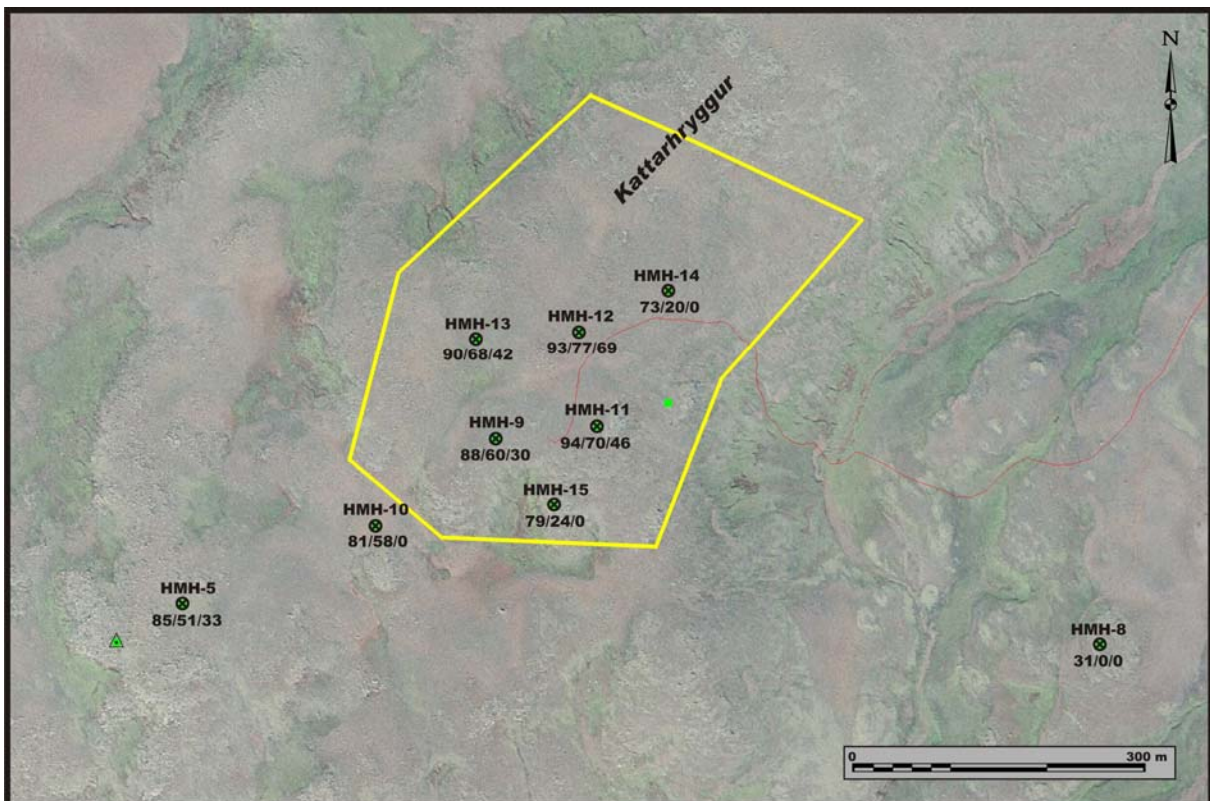 N
Kattarhryggur
HMH-14
73/20/0
HMH-12
93/77/69
HMH-13
90/68/42
HMH-11
94/70/46
HMH-9
88/60/30
HMH-15
79/24/0
HMH-10
81/58/0
HMH-5
85/51/33
HMH-8
31/0/0
0
300 m